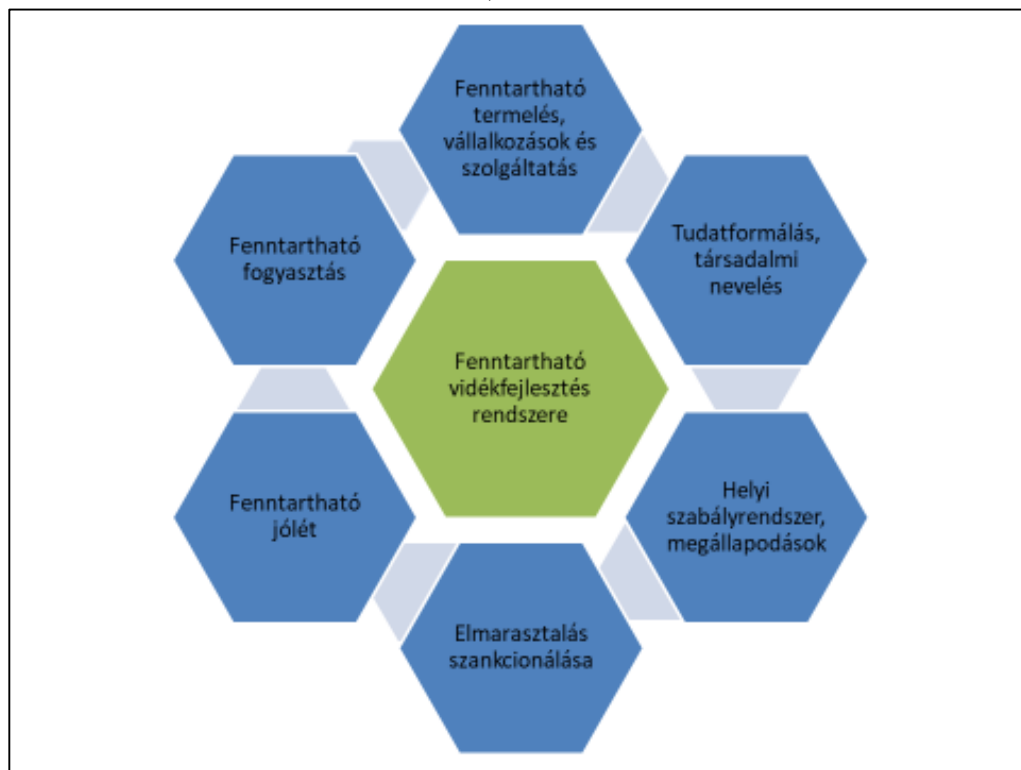 Fenntartható
termelés,
vállalkozások és
szolgáltatás
Tudatformálás,
társadalmi
nevelés
Helyi
szabályrendszer,
megállapodások
Elmarasztalás
szankcionálása
Fenntartható
jólét
Fenntartható
fogyasztás
Fenntartható
vidékfejlesztés
rendszere